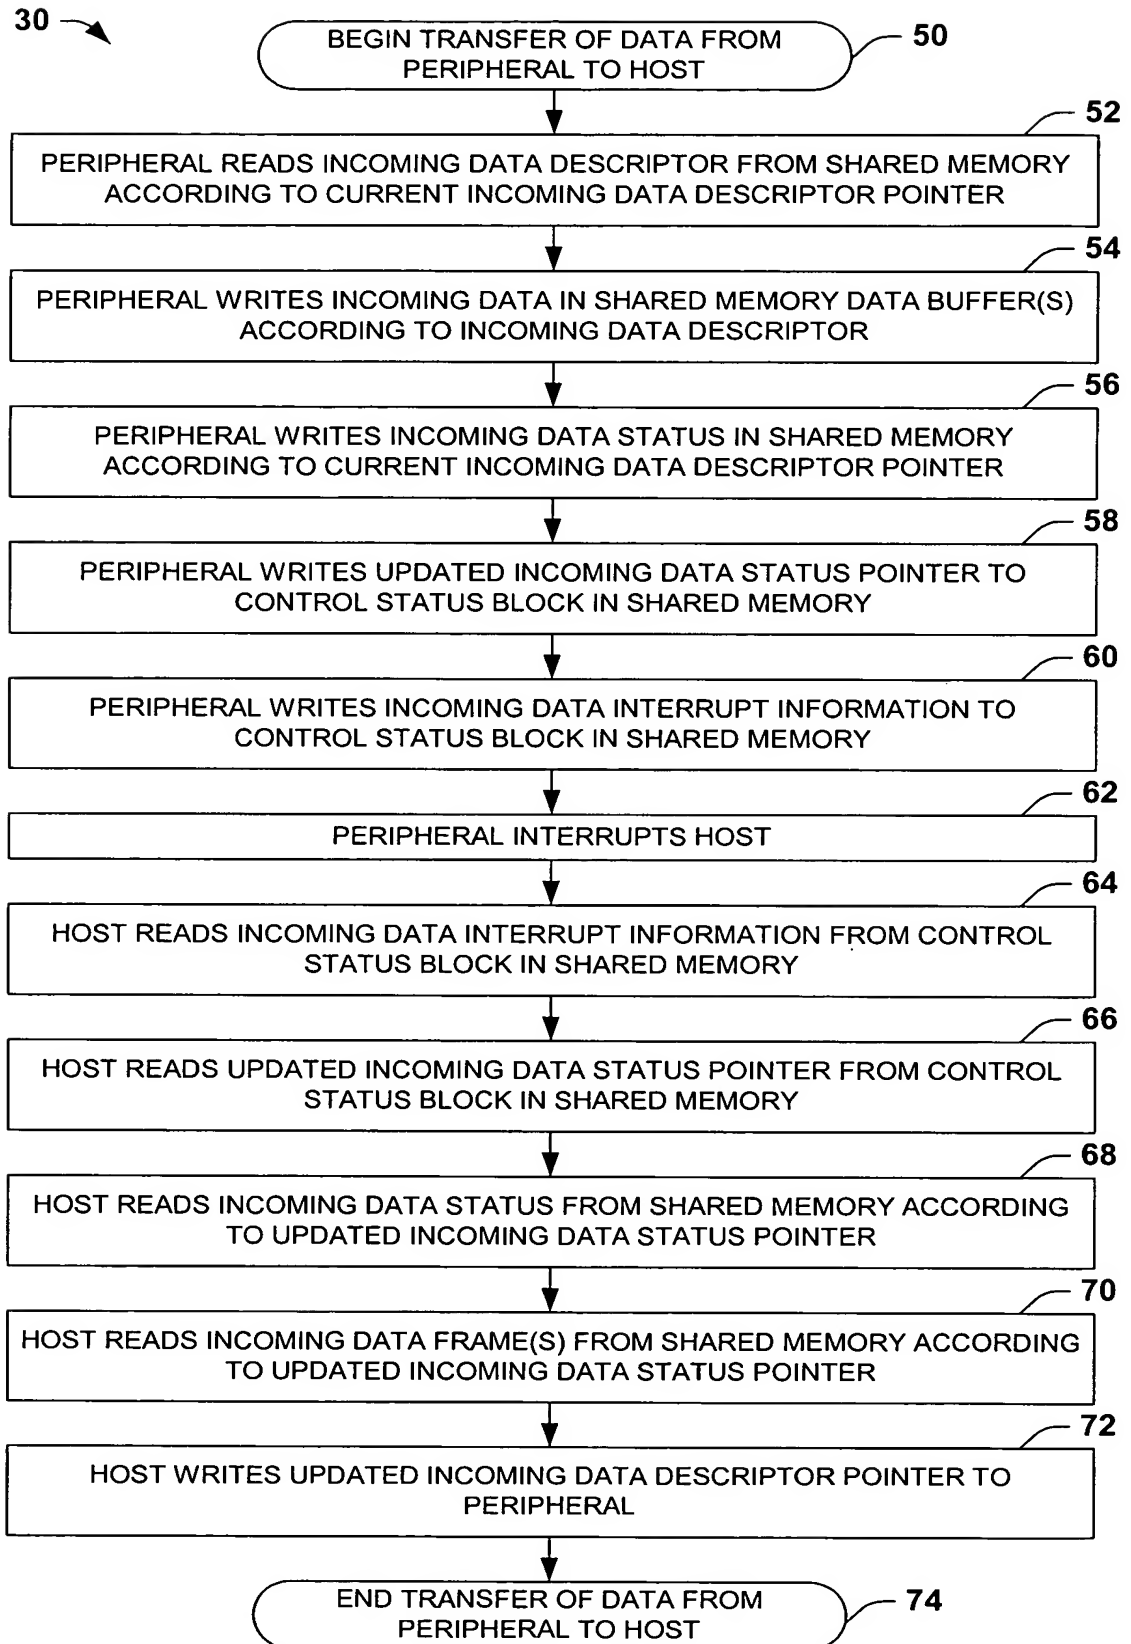 30
BEGIN TRANSFER OF DATA FROM
PERIPHERAL TO HOST
50
52
PERIPHERAL READS INCOMING DATA DESCRIPTOR FROM SHARED MEMORY
ACCORDING TO CURRENT INCOMING DATA DESCRIPTOR POINTER
54
PERIPHERAL WRITES INCOMING DATA IN SHARED MEMORY DATA BUFFER(S)
ACCORDING TO INCOMING DATA DESCRIPTOR
56
PERIPHERAL WRITES INCOMING DATA STATUS IN SHARED MEMORY
ACCORDING TO CURRENT INCOMING DATA DESCRIPTOR POINTER
58
PERIPHERAL WRITES UPDATED INCOMING DATA STATUS POINTER TO
CONTROL STATUS BLOCK IN SHARED MEMORY
60
PERIPHERAL WRITES INCOMING DATA INTERRUPT INFORMATION TO
CONTROL STATUS BLOCK IN SHARED MEMORY
62
PERIPHERAL INTERRUPTS HOST
64
HOST READS INCOMING DATA INTERRUPT INFORMATION FROM CONTROL
STATUS BLOCK IN SHARED MEMORY
66
HOST READS UPDATED INCOMING DATA STATUS POINTER FROM CONTROL
STATUS BLOCK IN SHARED MEMORY
68
HOST READS INCOMING DATA STATUS FROM SHARED MEMORY ACCORDING
TO UPDATED INCOMING DATA STATUS POINTER
70
HOST READS INCOMING DATA FRAME(S) FROM SHARED MEMORY ACCORDING
TO UPDATED INCOMING DATA STATUS POINTER
72
HOST WRITES UPDATED INCOMING DATA DESCRIPTOR POINTER TO
PERIPHERAL
END TRANSFER OF DATA FROM
PERIPHERAL TO HOST
74